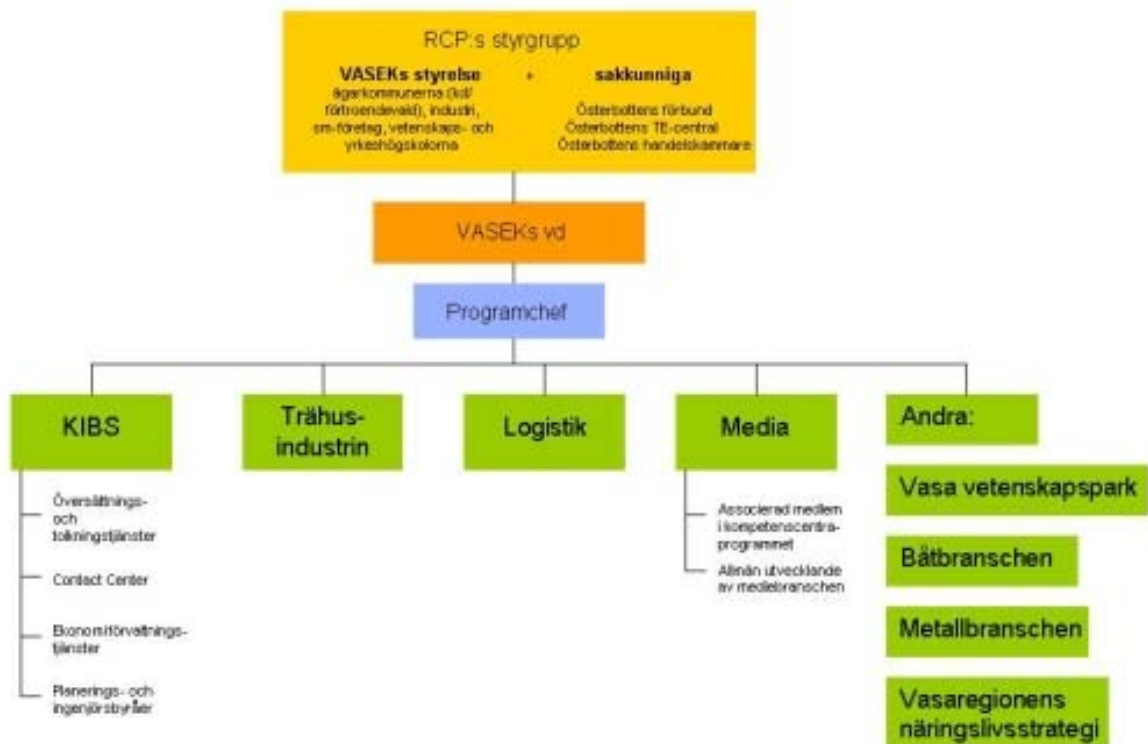 RCP:s styrgrupp
VASEKs styrelse + sakkunniga
ägarkommunerna (kd/
förtroendevald), industri,
sm-företag, vetenskaps- och
yrkeshögskolorna
Österbottens förbund
Österbottens TE-central
Österbottens handelskammare
VASEKs vd
Programchef
KIBS
Översättnings-
och
tolkningstjänster
Contact Center
Ekonomiförvaltnings-
tjänster
Planerings- och
ingenjörsbyråer
Trähus-
industrin
Logistik
Media
Associerad medlem
i kompetenscentra-
programmet
Allmän utvecklande
av mediebranschen
Andra:
Vasa vetenskapspark
Båtbranschen
Metallbranschen
Vasaregionens
näringslivsstrategi